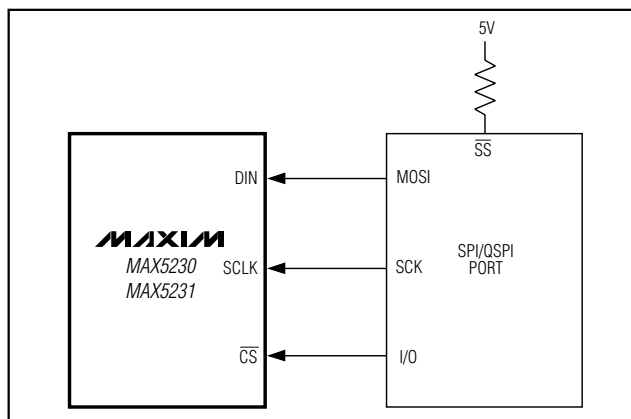 5V
SS
DIN
MOSI
MAXIM
MAX5230
MAX5231
SCLK
SCK
SPI/QSPI
PORT
CS
I/O